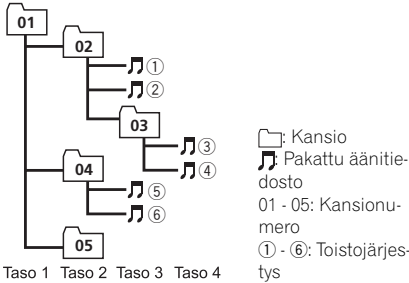 01
02
①
②
03
③
④
04
⑤
⑥
05
Taso 1 Taso 2 Taso 3 Taso 4
: Kansio
: Pakattu äänitie-
dosto
01 - 05: Kansionu-
mero
① - ⑥: Toistojärjes-
tys